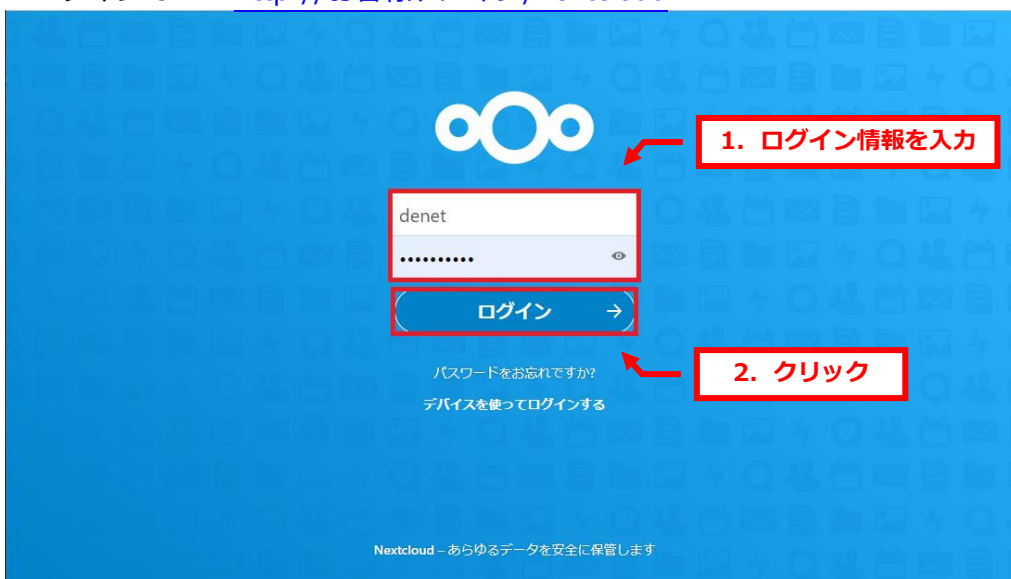 1. ログイン情報を入力
denet
••••••••••
ログイン →
2. クリック
パスワードをお忘れですか?
デバイスを使ってログインする
Nextcloud – あらゆるデータを安全に保管します